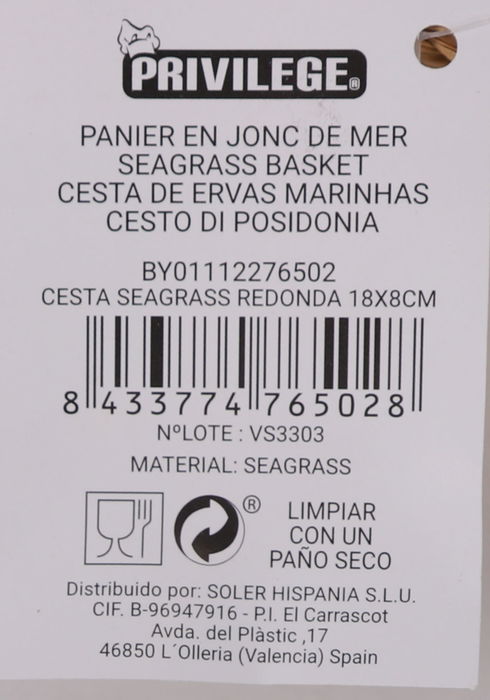 PRIVILEGE®
PANIER EN JONC DE MER
SEAGRASS BASKET
CESTA DE ERVAS MARINHAS
CESTO DI POSIDONIA
BY01112276502
CESTA SEAGRASS REDONDA 18X8CM
8 433774 765028
NºLOTE : VS3303
MATERIAL: SEAGRASS
®
LIMPIAR
CON UN
PAÑO SECO
Distribuido por: SOLER HISPANIA S.L.U.
CIF. B-96947916 - P.I. El Carrascot
Avda. del Plàstic ,17
46850 L´Olleria (Valencia) Spain